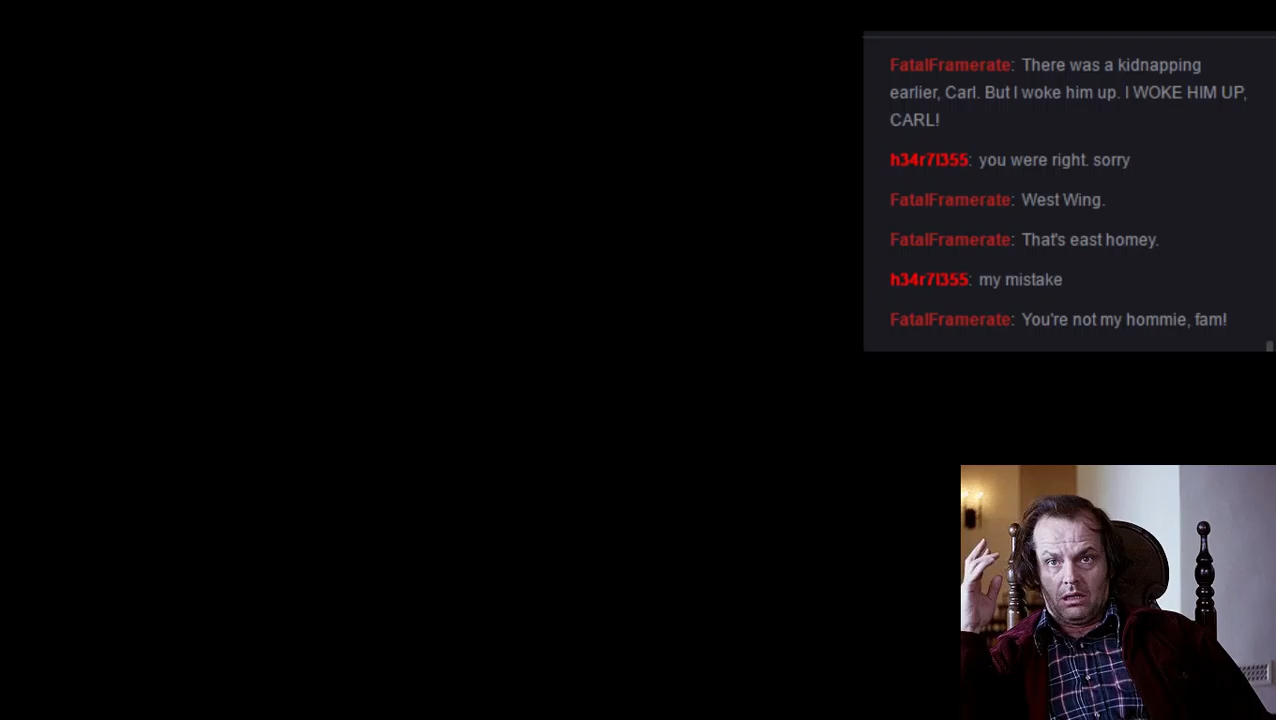 FatalFramerate: There was a kidnapping
earlier, Carl. But I woke him up. I WOKE HIM UP,
CARL!
h34r7l355: you were right. sorry
FatalFramerate: West Wing.
FatalFramerate: That's east homey.
h34r7l355: my mistake
FatalFramerate: You're not my hommie, fam!